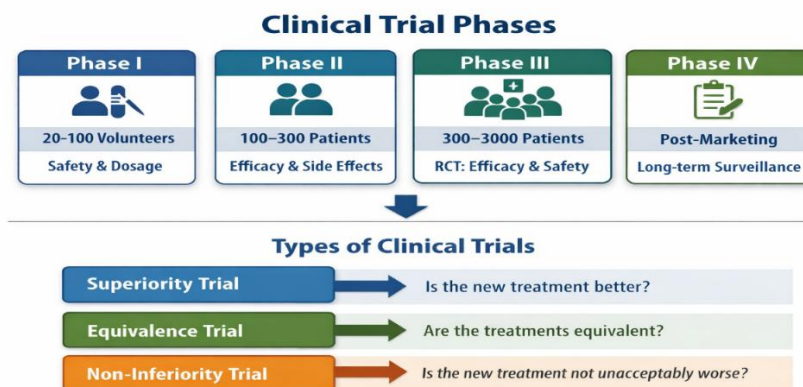 Clinical Trial Phases
Phase I
Phase II
Phase III
Phase IV
20-100 Volunteers
100–300 Patients
300–3000 Patients
Post-Marketing
Safety & Dosage
Efficacy & Side Effects
RCT: Efficacy & Safety
Long-term Surveillance
Types of Clinical Trials
Superiority Trial
Is the new treatment better?
Equivalence Trial
Are the treatments equivalent?
Non-Inferiority Trial
Is the new treatment not unacceptably worse?